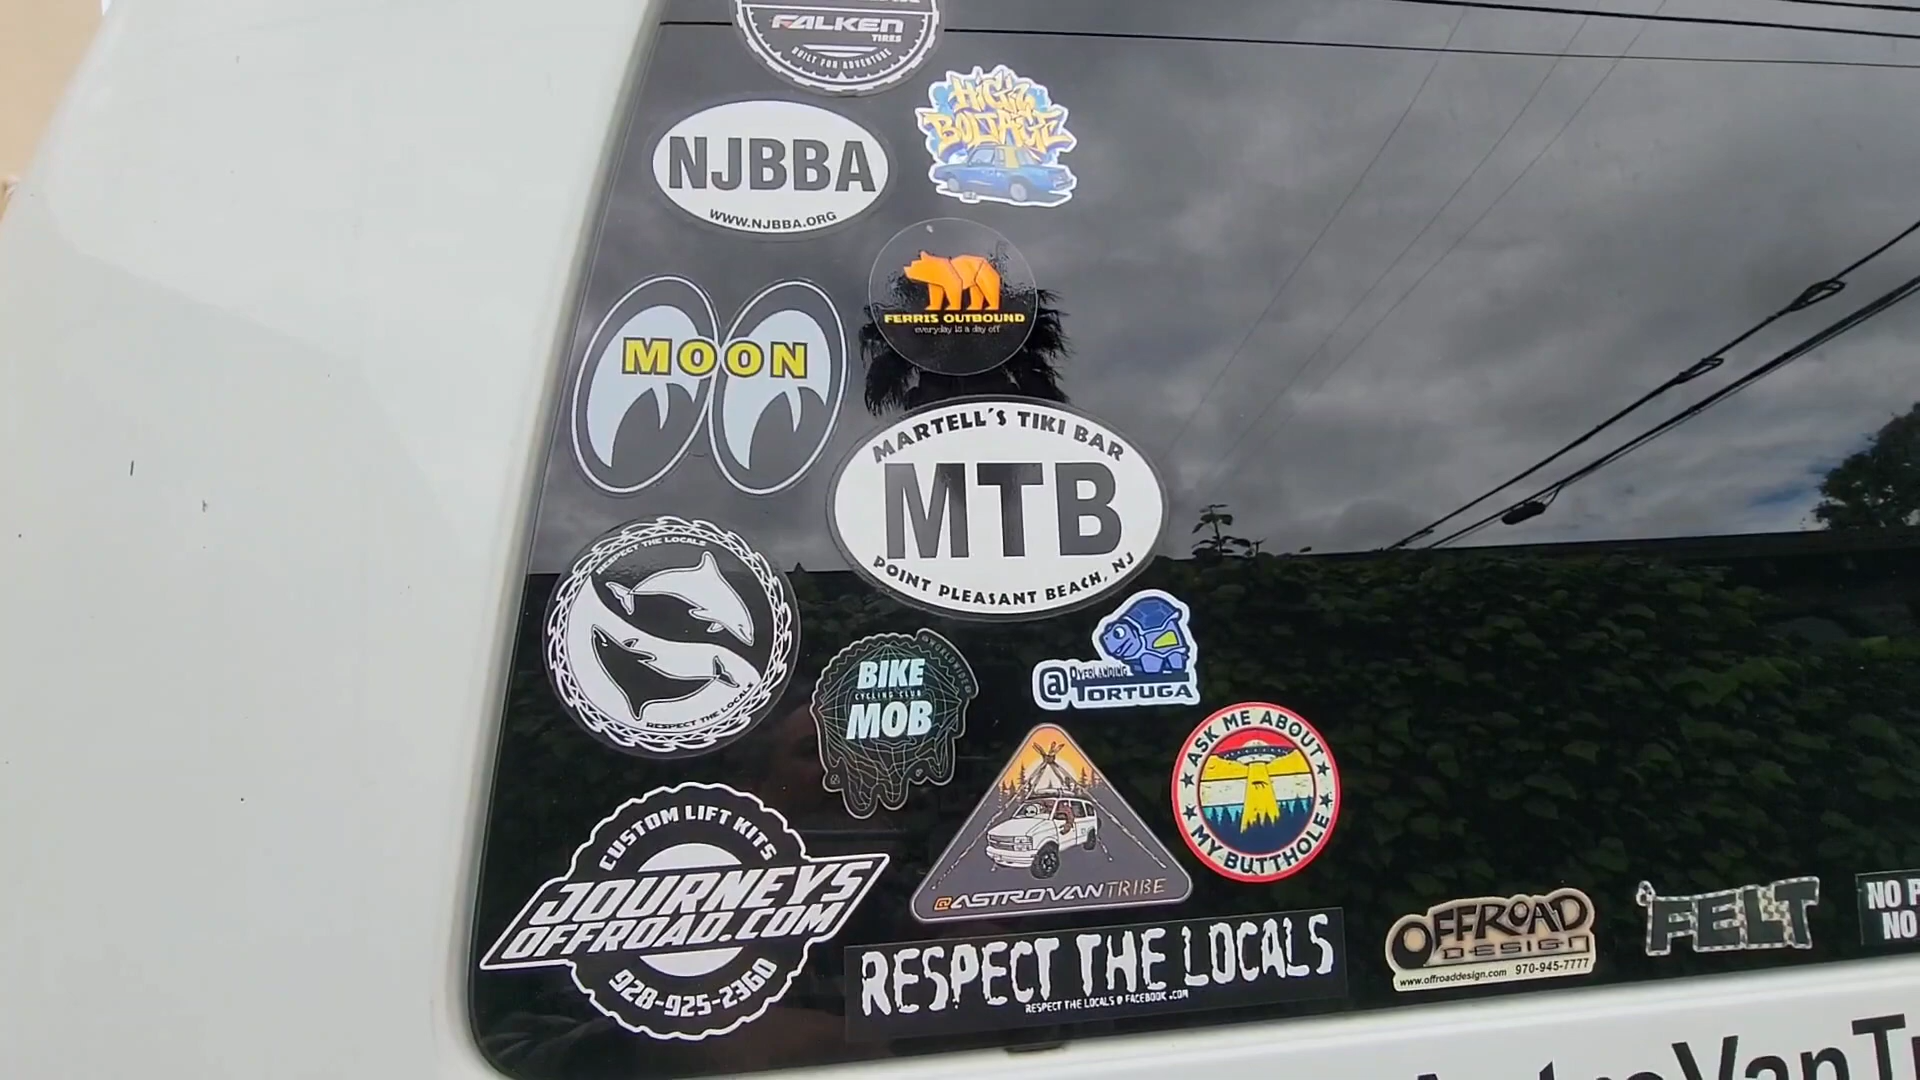 FALKEN
TIRES
BUILT FOR ADVENTURE
HIGH
BOLTAGE
NJBBA
WWW.NJBBA.ORG
FERRIS OUTBOUND
everyday is a day off
MOON
MARTELL'S TIKI BAR
MTB
POINT PLEASANT BEACH, NJ
RESPECT THE LOCALS
RESPECT THE LOCALS
WORLDWIDE
BIKE
CYCLING CLUB
MOB
@OVERLANDING
TORTUGA
ASK ME ABOUT
MY BUTTHOLE
@ASTROVANTRIBE
CUSTOM LIFT KITS
JOURNEYS
OFFROAD.COM
928-925-2360
RESPECT THE LOCALS
RESPECT THE LOCALS @ FACEBOOK.COM
OFFROAD
DESIGN
www.offroaddesign.com 970-945-7777
FELT
NO
NO